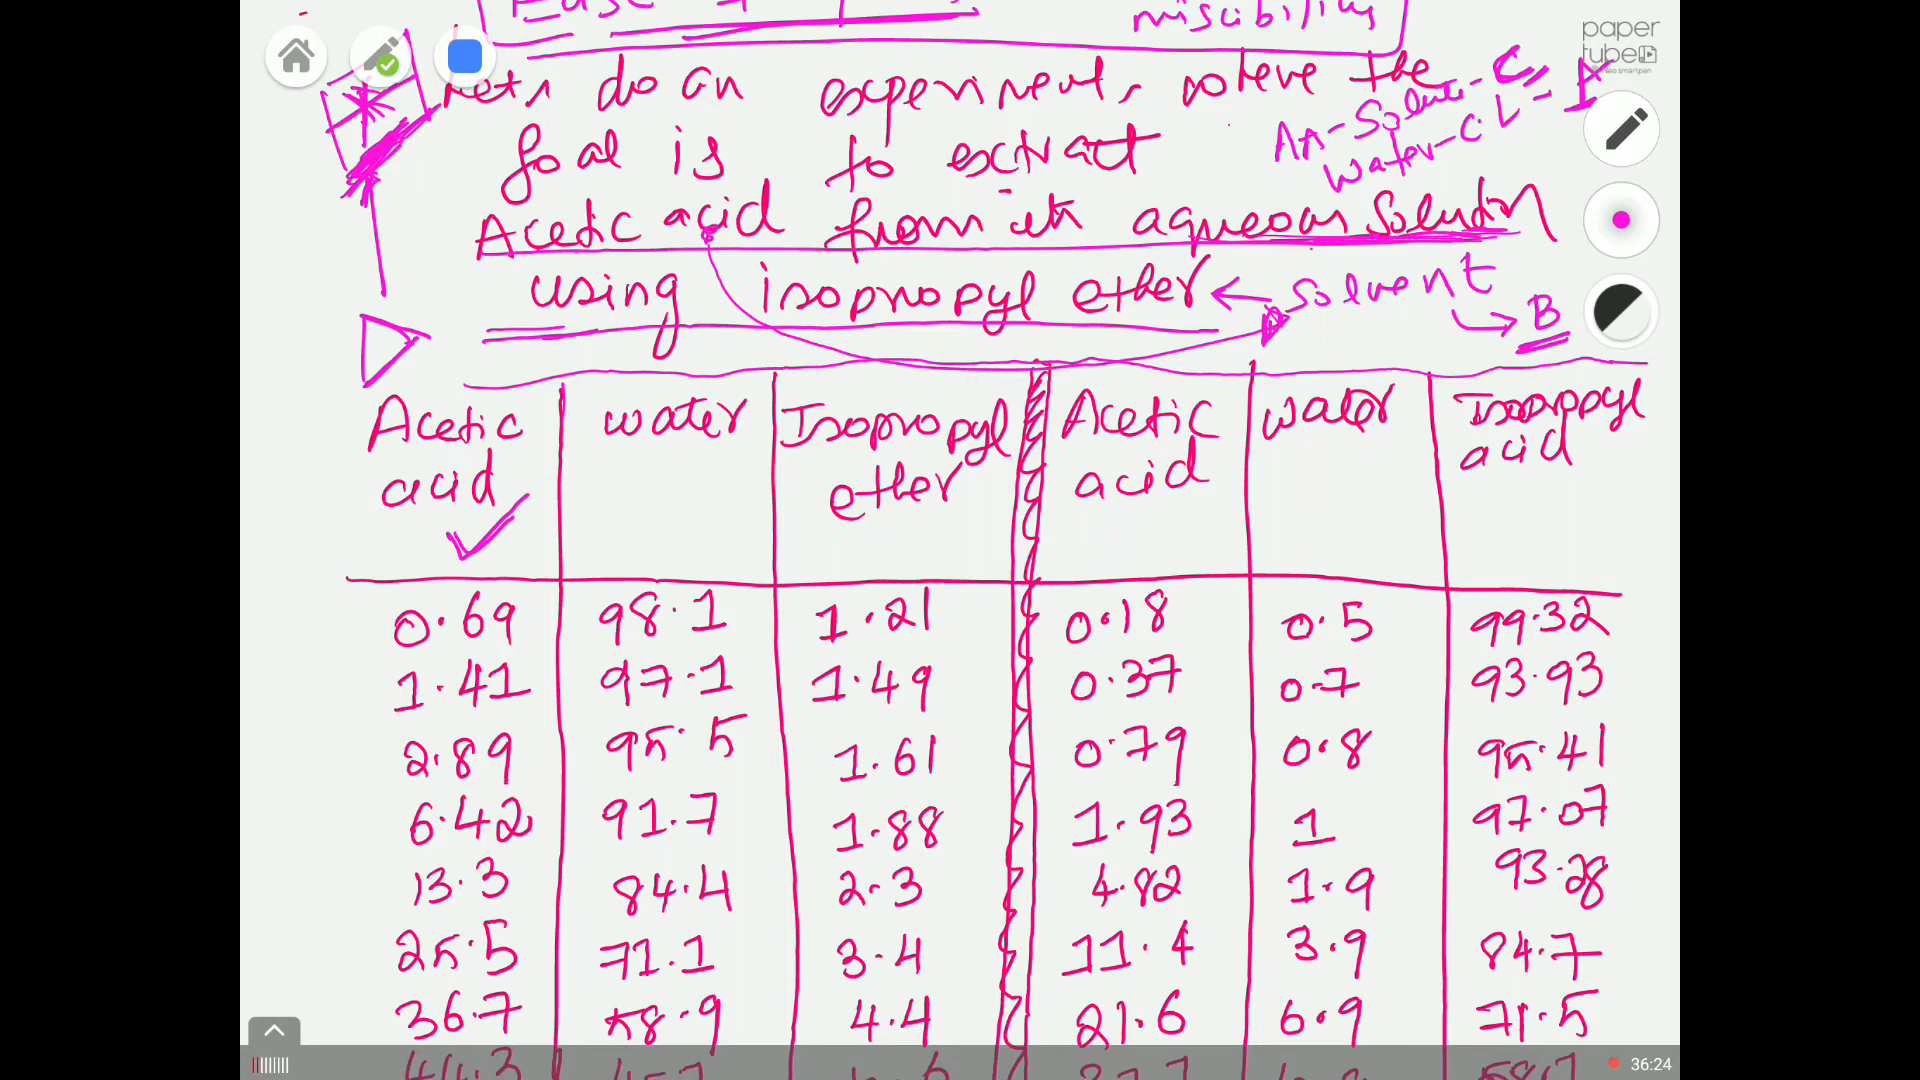 miscibility
paper
tube
Lets do an experiment, where the
goal is to extract
AA-Solute-C
Water-CL-A
Acetic acid from its aqueous Solution
using isopropyl ether ← Solvent
B
Acetic acid water Isopropyl ether Acetic acid water Isopropyl acid
0.69 98.1 1.21 0.18 0.5 99.32
1.41 97.1 1.49 0.37 0.7 93.93
2.89 95.5 1.61 0.79 0.8 95.41
6.42 91.7 1.88 1.93 1 97.07
13.3 84.4 2.3 4.82 1.9 93.28
25.5 71.1 3.4 11.4 3.9 84.7
36.7 58.9 4.4 21.6 6.9 71.5
36:24